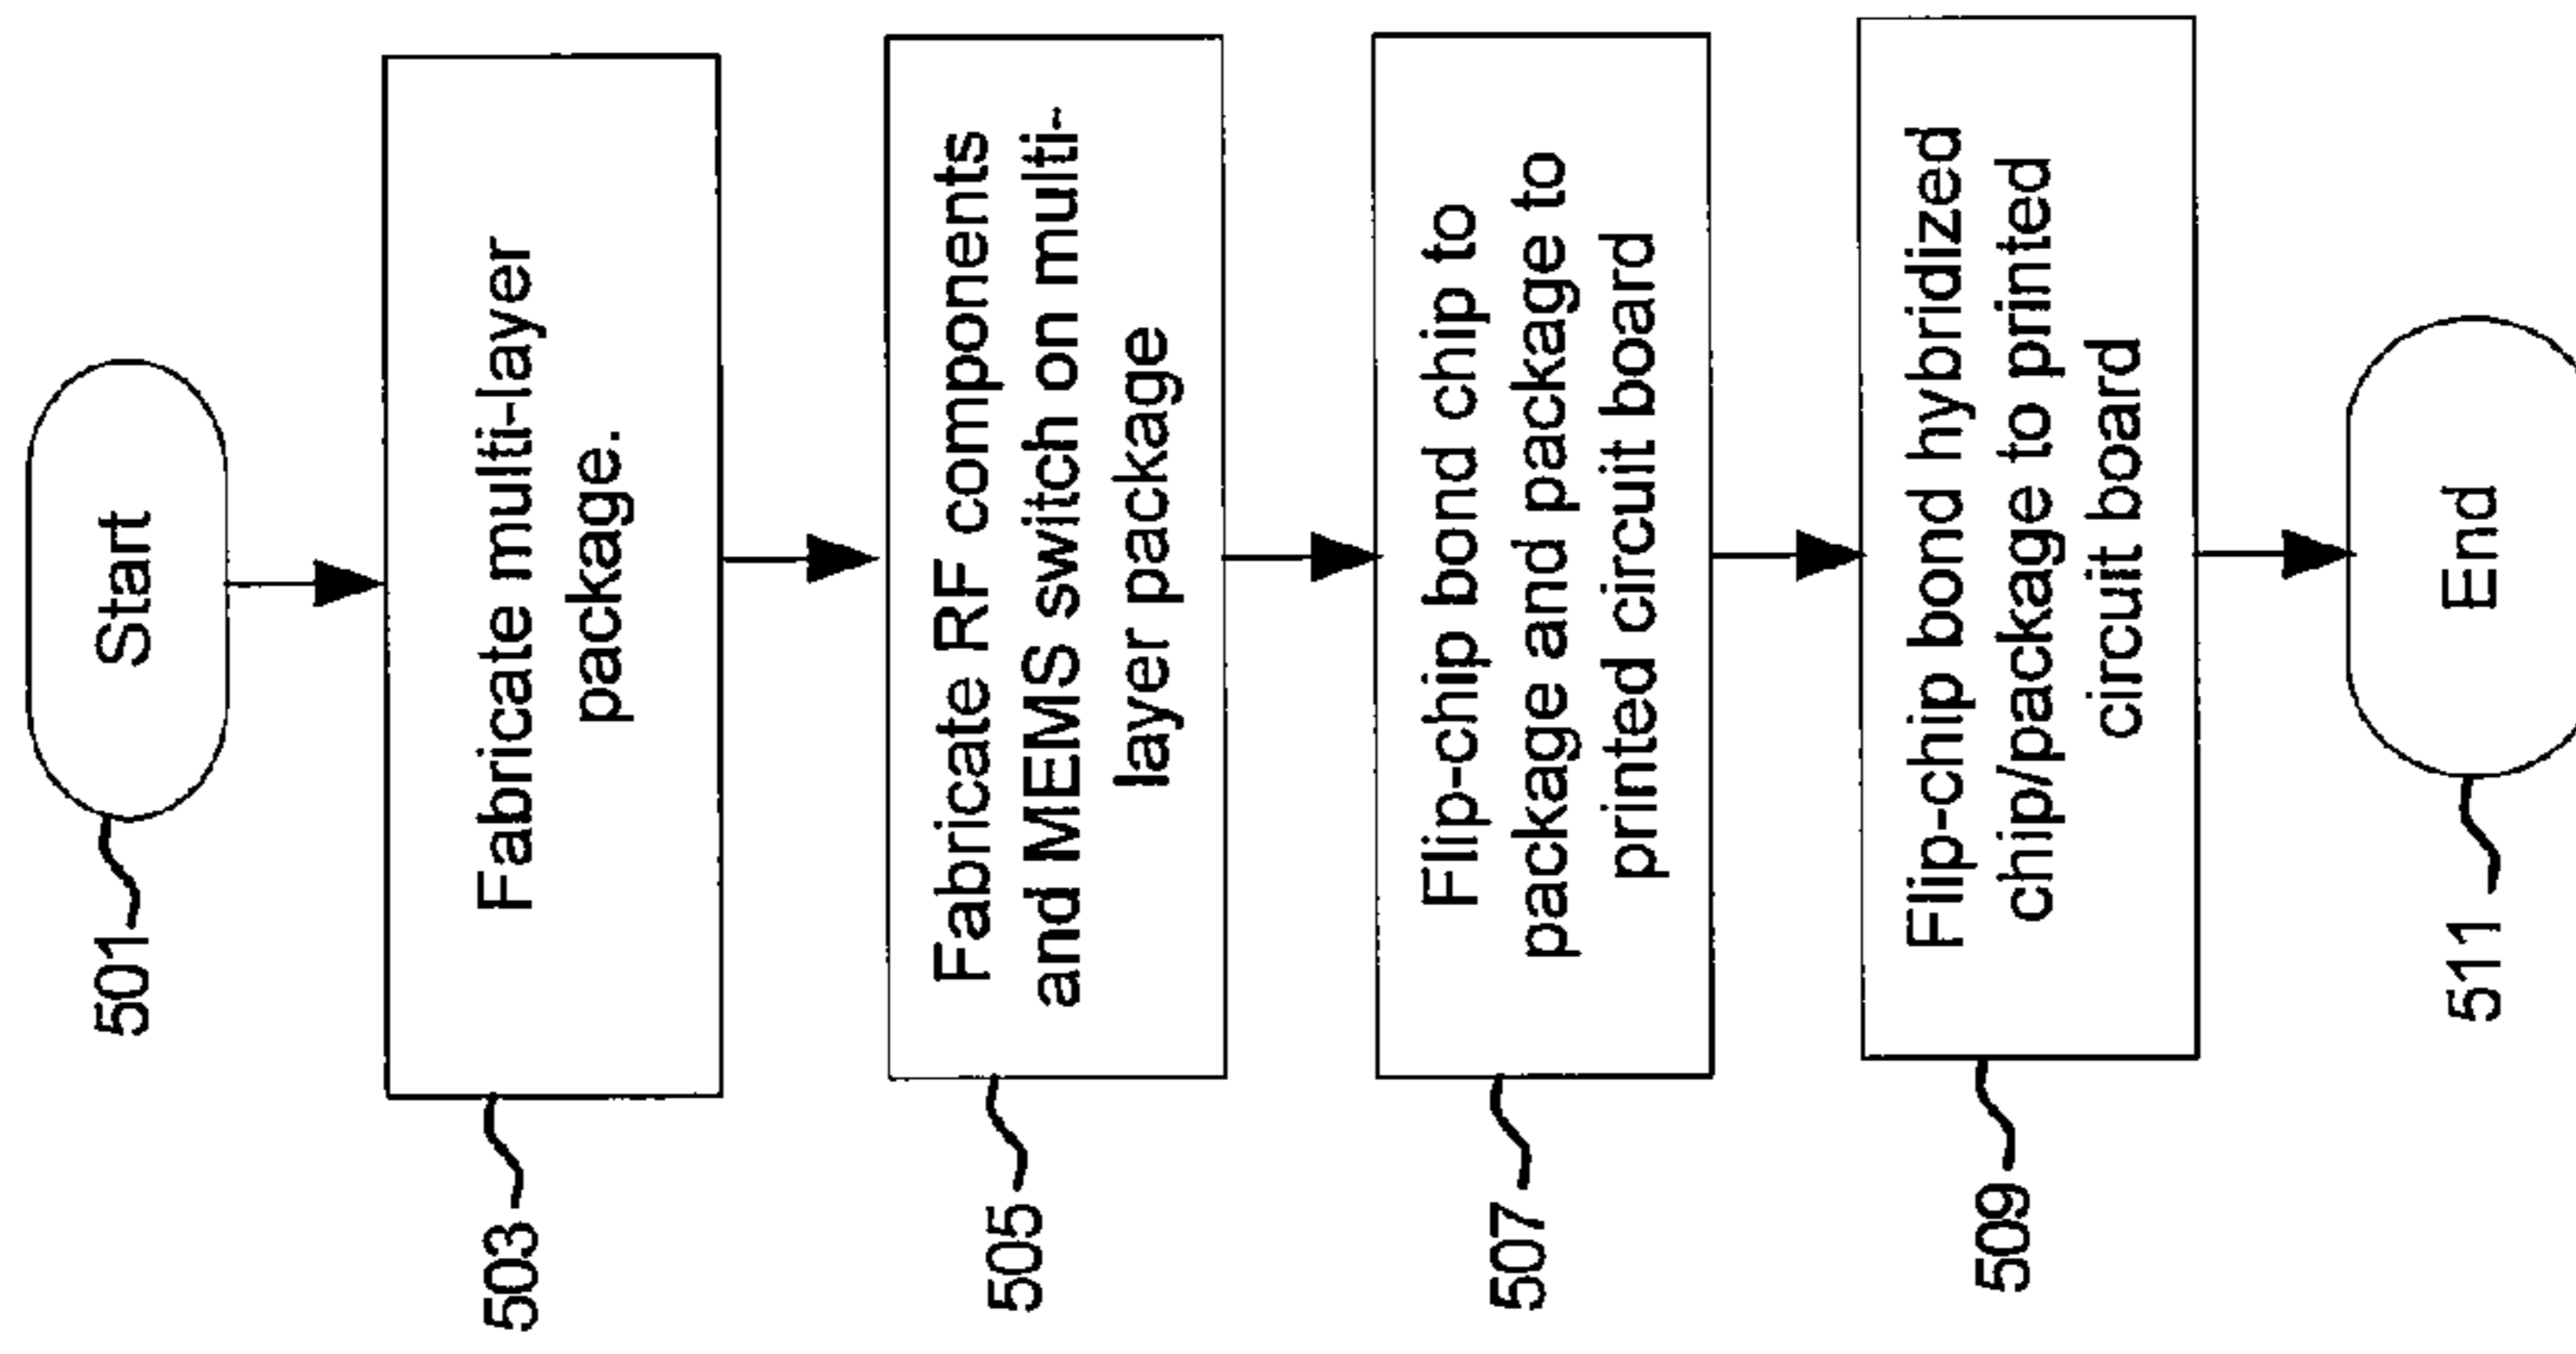 Start
501
Fabricate multi-layer
package.
503
Fabricate RF components
and MEMS switch on multi-
layer package
505
Flip-chip bond chip to
package and package to
printed circuit board
507
Flip-chip bond hybridized
chip/package to printed
circuit board
509
End
511